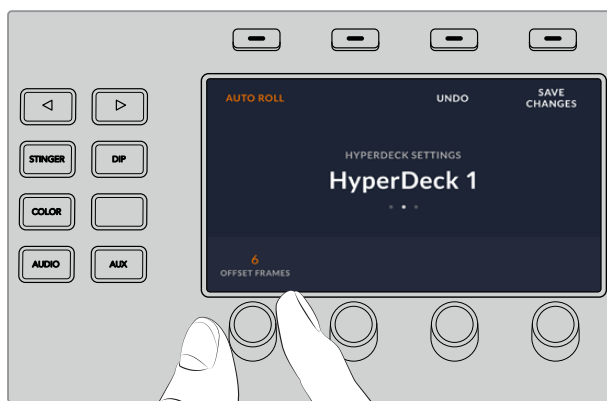 AUTO ROLL
UNDO
SAVE
CHANGES
STINGER
DIP
HYPERDECK SETTINGS
HyperDeck 1
COLOR
AUDIO
AUX
6
OFFSET FRAMES